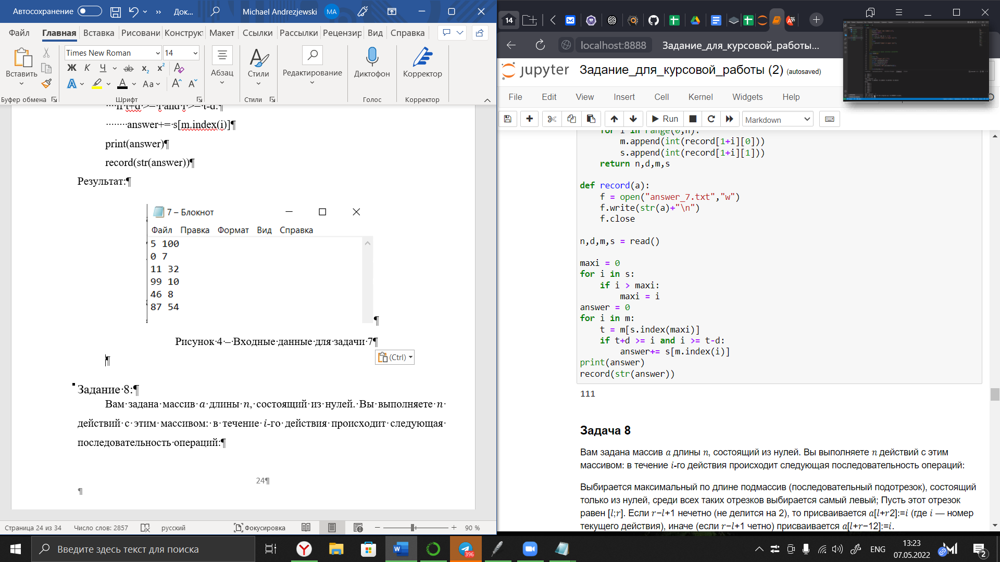 Автосохранение
Док...
Michael Andrezjewski
MA
Файл Главная Вставка Рисовани Конструкт Макет Ссылки Рассылки Рецензир Вид Справка
Times New Roman 14
Вставить
Абзац
Стили
Редактирование
Диктофон
Корректор
Буфер обмена
Шрифт
Стили
Голос
Корректор
····if·t+d·>=·i·and·i·>=·t-d:¶
········answer+=·s[m.index(i)]¶
print(answer)¶
record(str(answer))¶
Результат:¶
7 – Блокнот
Файл Правка Формат Вид Справка
5 100
0 7
11 32
99 10
46 8
87 54
¶
Рисунок·4·–·Входные·данные·для·задачи·7¶
(Ctrl)
¶
Задание·8:¶
Вам· задана· массив· a· длины· n,· состоящий· из· нулей.· Вы· выполняете· n·
действий· с· этим· массивом:· в· течение· i-го· действия· происходит· следующая·
последовательность·операций:¶
24¶
¶
Страница 24 из 34 Число слов: 2857 русский Фокусировка 90 %
14
localhost:8888 Задание_для_курсовой_работы...
jupyter Задание_для_курсовой_работы (2) (autosaved)
File Edit View Insert Cell Kernel Widgets Help
Run
Markdown
for i in range(0,n):
m.append(int(record[1+i][0]))
s.append(int(record[1+i][1]))
return n,d,m,s
def record(a):
f = open("answer_7.txt","w")
f.write(str(a)+"\n")
f.close
n,d,m,s = read()
maxi = 0
for i in s:
if i > maxi:
maxi = i
answer = 0
for i in m:
t = m[s.index(maxi)]
if t+d >= i and i >= t-d:
answer+= s[m.index(i)]
print(answer)
record(str(answer))
111
Задача 8
Вам задана массив a длины n, состоящий из нулей. Вы выполняете n действий с этим
массивом: в течение i-го действия происходит следующая последовательность операций:
Выбирается максимальный по длине подмассив (последовательный подотрезок), состоящий
только из нулей, среди всех таких отрезков выбирается самый левый; Пусть этот отрезок
равен [l;r]. Если r−l+1 нечетно (не делится на 2), то присваивается a[l+r2]:=i (где i — номер
текущего действия), иначе (если r−l+1 четно) присваивается a[l+r−12]:=i.
Введите здесь текст для поиска
396
ENG
13:23
07.05.2022
2